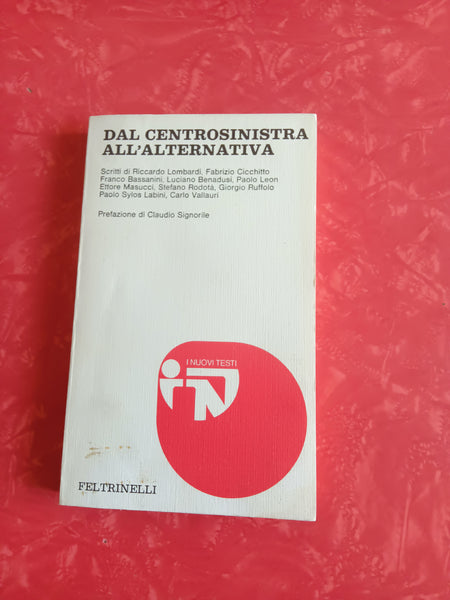 DAL CENTROSINISTRA
ALL'ALTERNATIVA
Scritti di Riccardo Lombardi, Fabrizio Cicchitto
Franco Bassanini, Luciano Benadusi, Paolo Leon
Ettore Masucci, Stefano Rodotà, Giorgio Ruffolo
Paolo Sylos Labini, Carlo Vallauri
Prefazione di Claudio Signorile
I NUOVI TESTI
FELTRINELLI